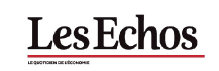 Les Echos
LE QUOTIDIEN DE L'ÉCONOMIE